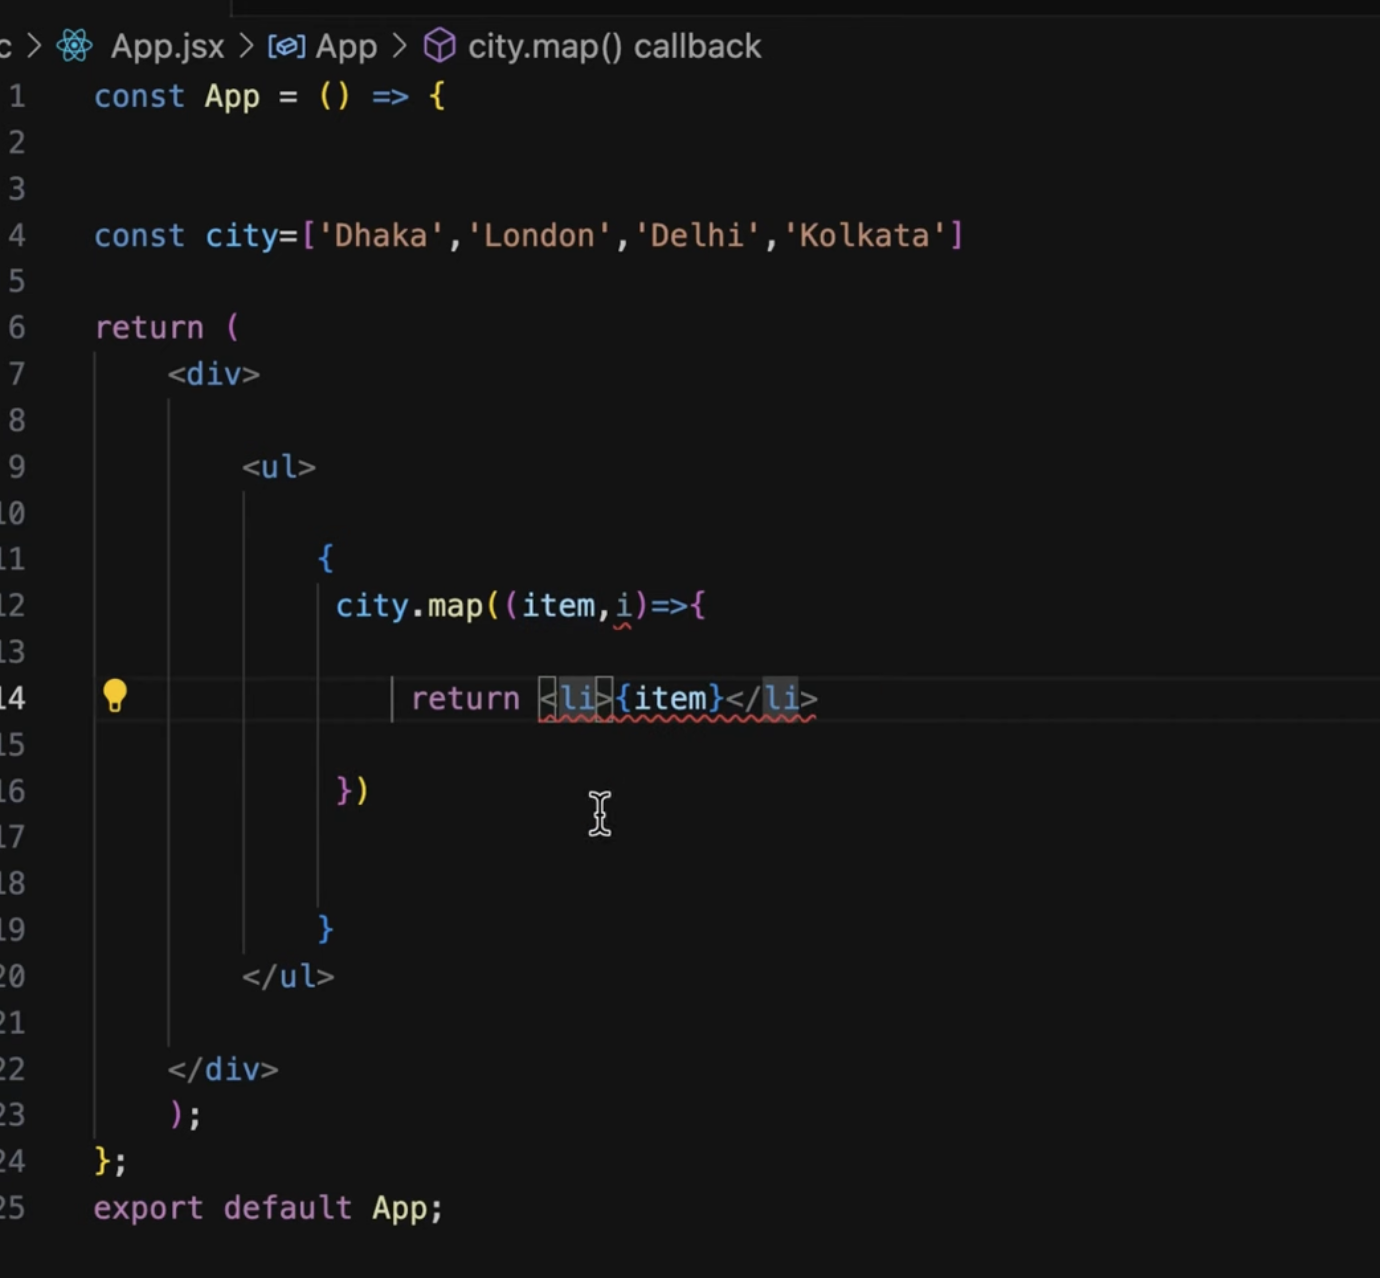 c > App.jsx > App > city.map() callback
1 const App = () => {
2
3
4 const city=['Dhaka','London','Delhi','Kolkata']
5
6 return (
7 <div>
8
9 <ul>
10
11 {
12 city.map((item,i)=>{
13
14 return <li>{item}</li>
15
16 })
17
18
19 }
20 </ul>
21
22 </div>
23 );
24 };
25 export default App;